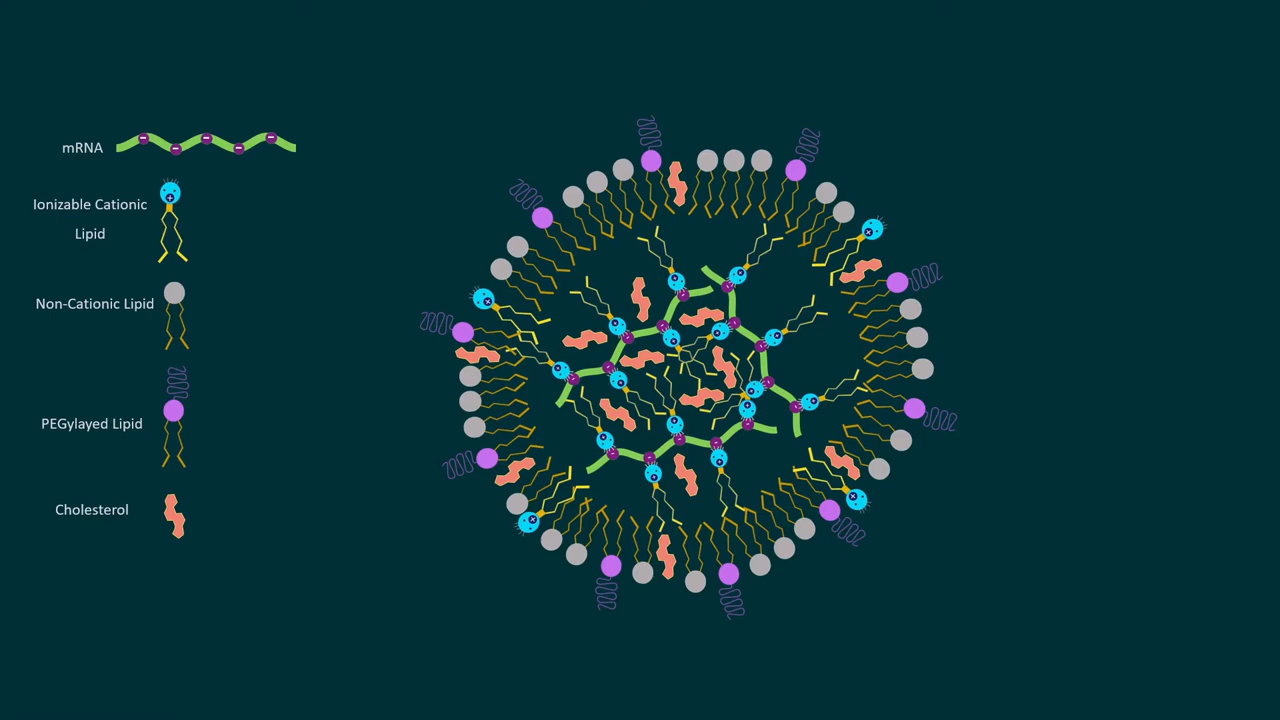 mRNA
Ionizable Cationic
Lipid
Non-Cationic Lipid
PEGylayed Lipid
Cholesterol